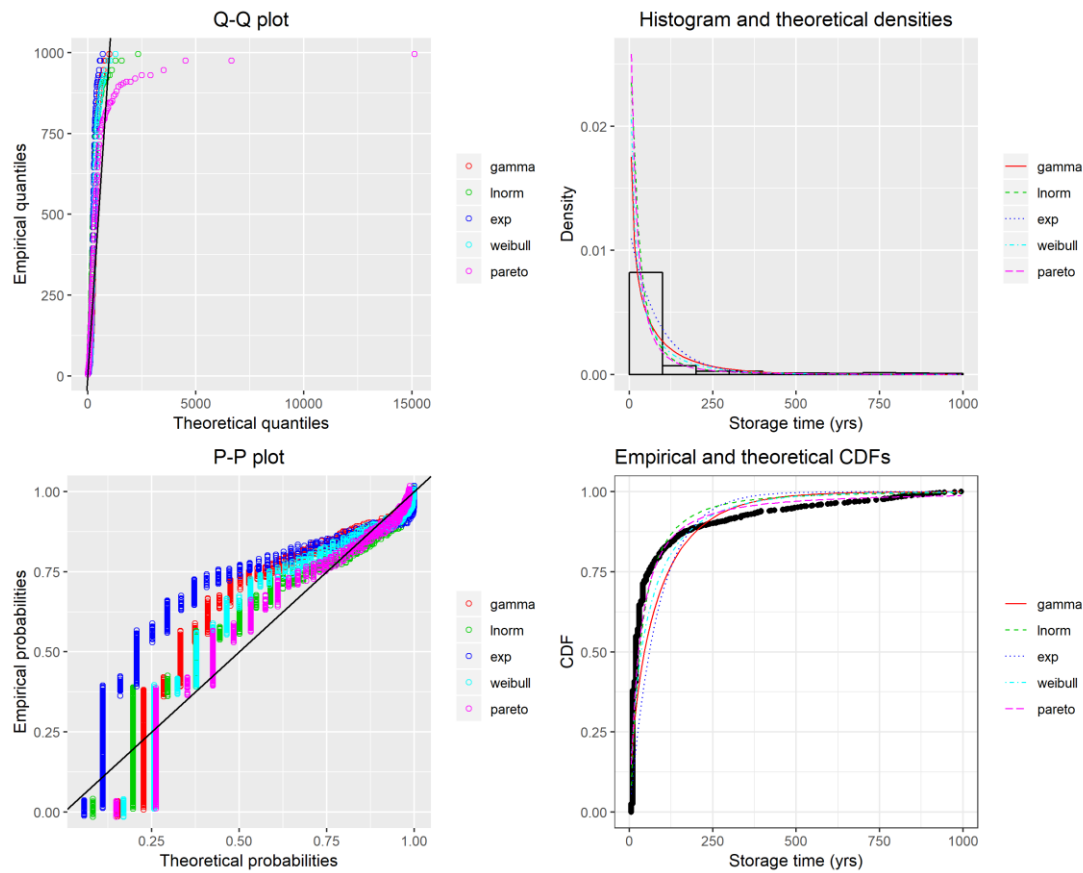 Q-Q plot
Empirical quantiles
1000
750
500
250
0
0
5000
10000
15000
Theoretical quantiles
gamma
lnorm
exp
weibull
pareto
Histogram and theoretical densities
Density
0.02
0.01
0.00
0
250
500
750
1000
Storage time (yrs)
gamma
lnorm
exp
weibull
pareto
P-P plot
Empirical probabilities
1.00
0.75
0.50
0.25
0.00
0.25
0.50
0.75
1.00
Theoretical probabilities
gamma
lnorm
exp
weibull
pareto
Empirical and theoretical CDFs
CDF
1.00
0.75
0.50
0.25
0.00
0
250
500
750
1000
Storage time (yrs)
gamma
lnorm
exp
weibull
pareto